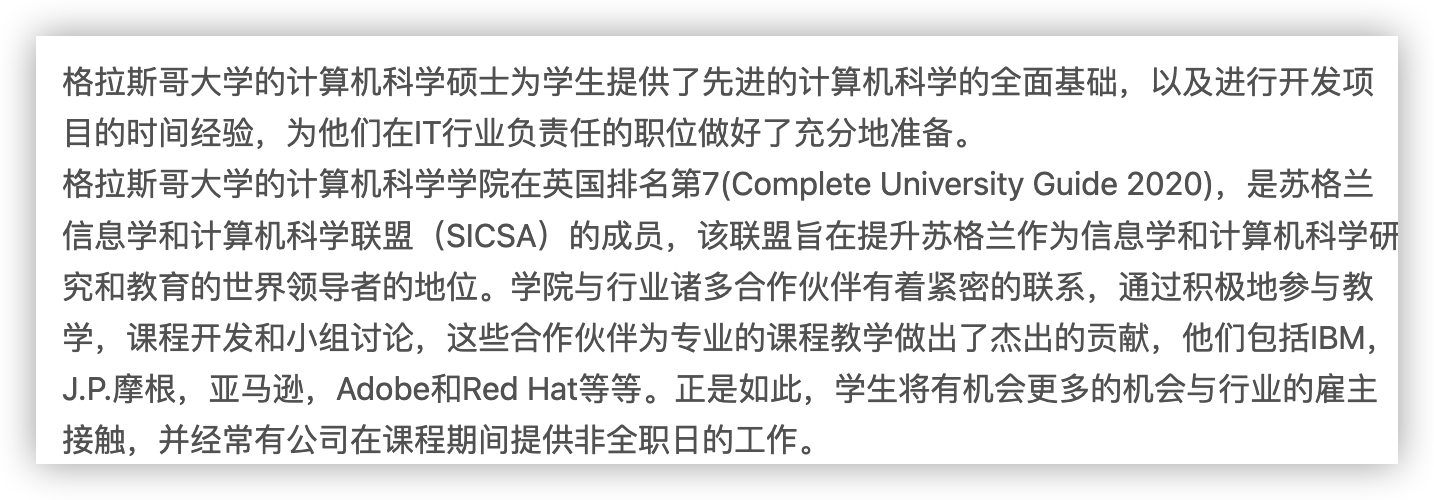 格拉斯哥大学的计算机科学硕士为学生提供了先进的计算机科学的全面基础，以及进行开发项
目的时间经验，为他们在IT行业负责任的职位做好了充分地准备。
格拉斯哥大学的计算机科学学院在英国排名第7(Complete University Guide 2020)，是苏格兰
信息学和计算机科学联盟（SICSA）的成员，该联盟旨在提升苏格兰作为信息学和计算机科学研
究和教育的世界领导者的地位。学院与行业诸多合作伙伴有着紧密的联系，通过积极地参与教
学，课程开发和小组讨论，这些合作伙伴为专业的课程教学做出了杰出的贡献，他们包括IBM，
J.P.摩根，亚马逊，Adobe和Red Hat等等。正是如此，学生将有机会更多的机会与行业的雇主
接触，并经常有公司在课程期间提供非全职日的工作。